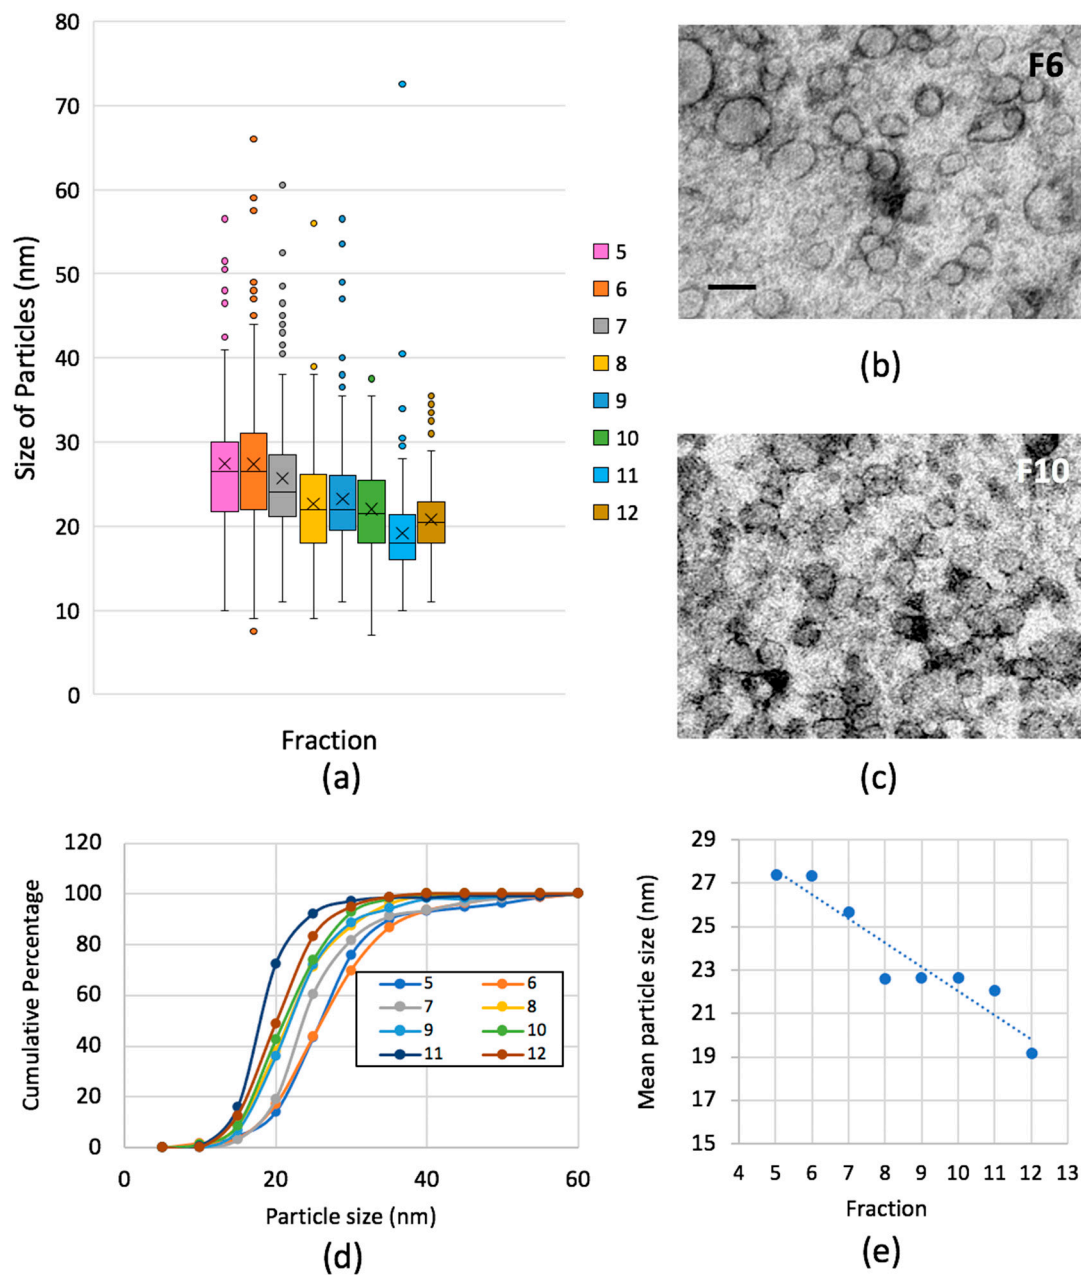 80
70
60
50
40
30
20
10
0
Size of Particles (nm)
Fraction
5
6
7
8
9
10
11
12
(a)
F6
(b)
F10
(c)
120
100
80
60
40
20
0
Cumulative Percentage
0 20 40 60
Particle size (nm)
5 6
7 8
9 10
11 12
(d)
29
27
25
23
21
19
17
15
Mean particle size (nm)
4 5 6 7 8 9 10 11 12 13
Fraction
(e)